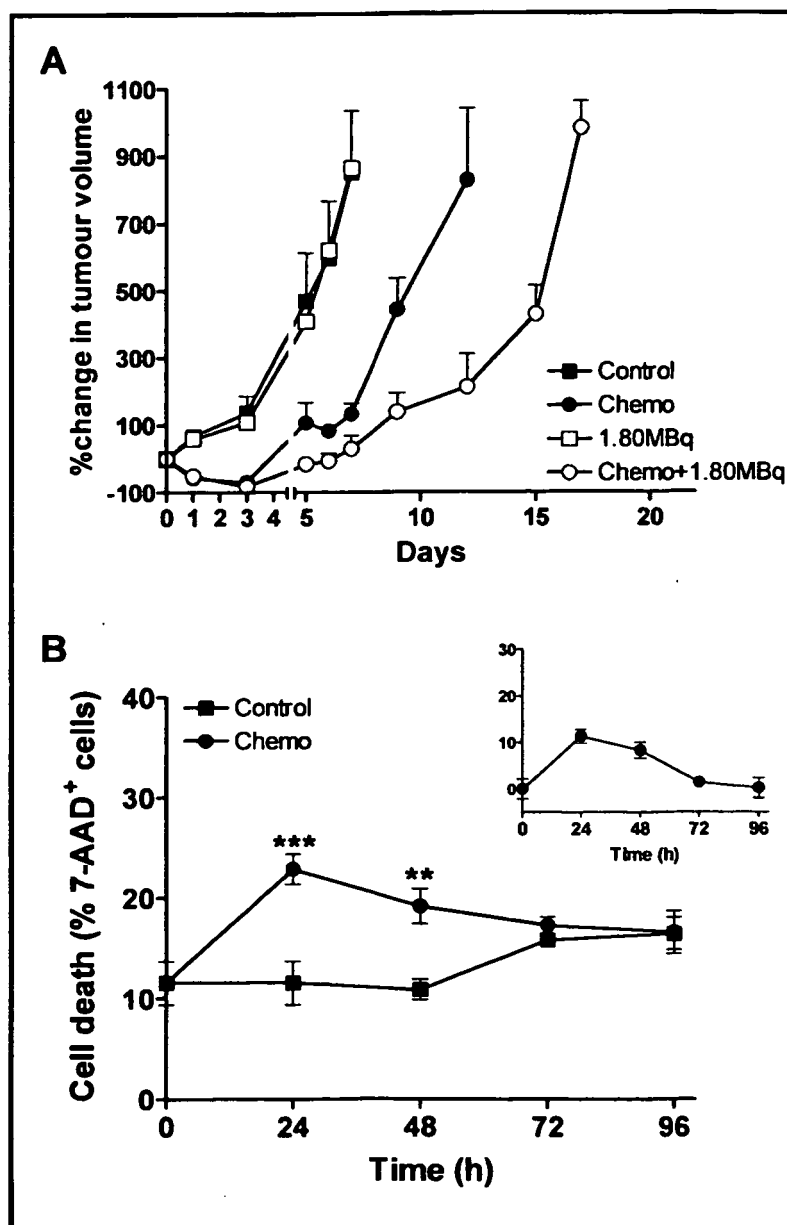 A
%change in tumour volume
1100
900
700
500
300
100
-100
0 1 2 3 4 5 10 15 20
Days
Control
Chemo
1.80MBq
Chemo+1.80MBq
B
Cell death (% 7-AAD+ cells)
40
30
20
10
0
0 24 48 72 96
Time (h)
Control
Chemo
***
**
30
20
10
0
0 24 48 72 96
Time (h)